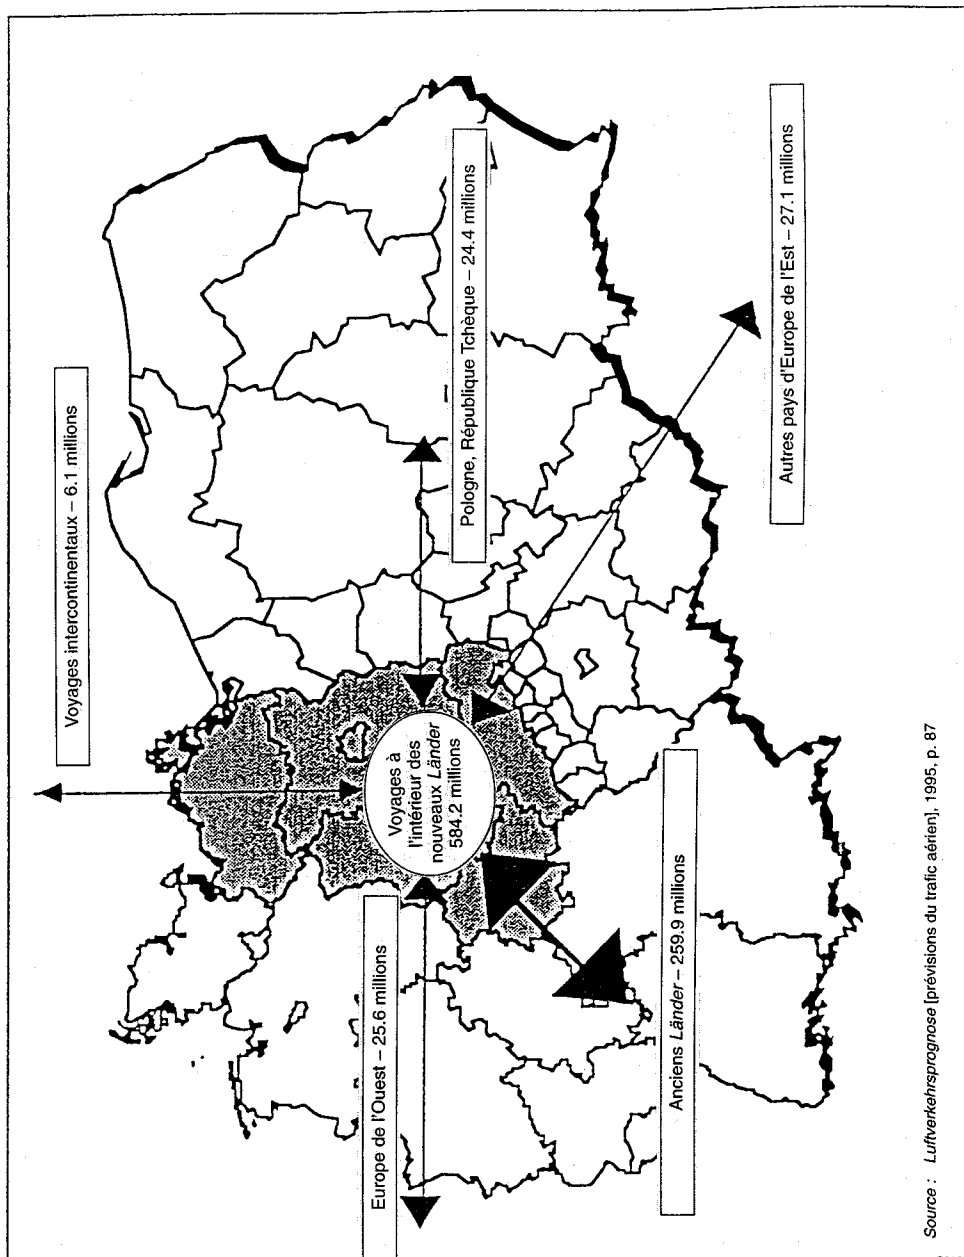 Voyages intercontinentaux – 6.1 millions
Europe de l'Ouest – 25.6 millions
Voyages à
l'intérieur des
nouveaux Länder
584.2 millions
Pologne, République Tchèque – 24.4 millions
Anciens Länder – 259.9 millions
Autres pays d'Europe de l'Est – 27.1 millions
Source : Luftverkehrsprognose [prévisions du trafic aérien], 1995, p. 87